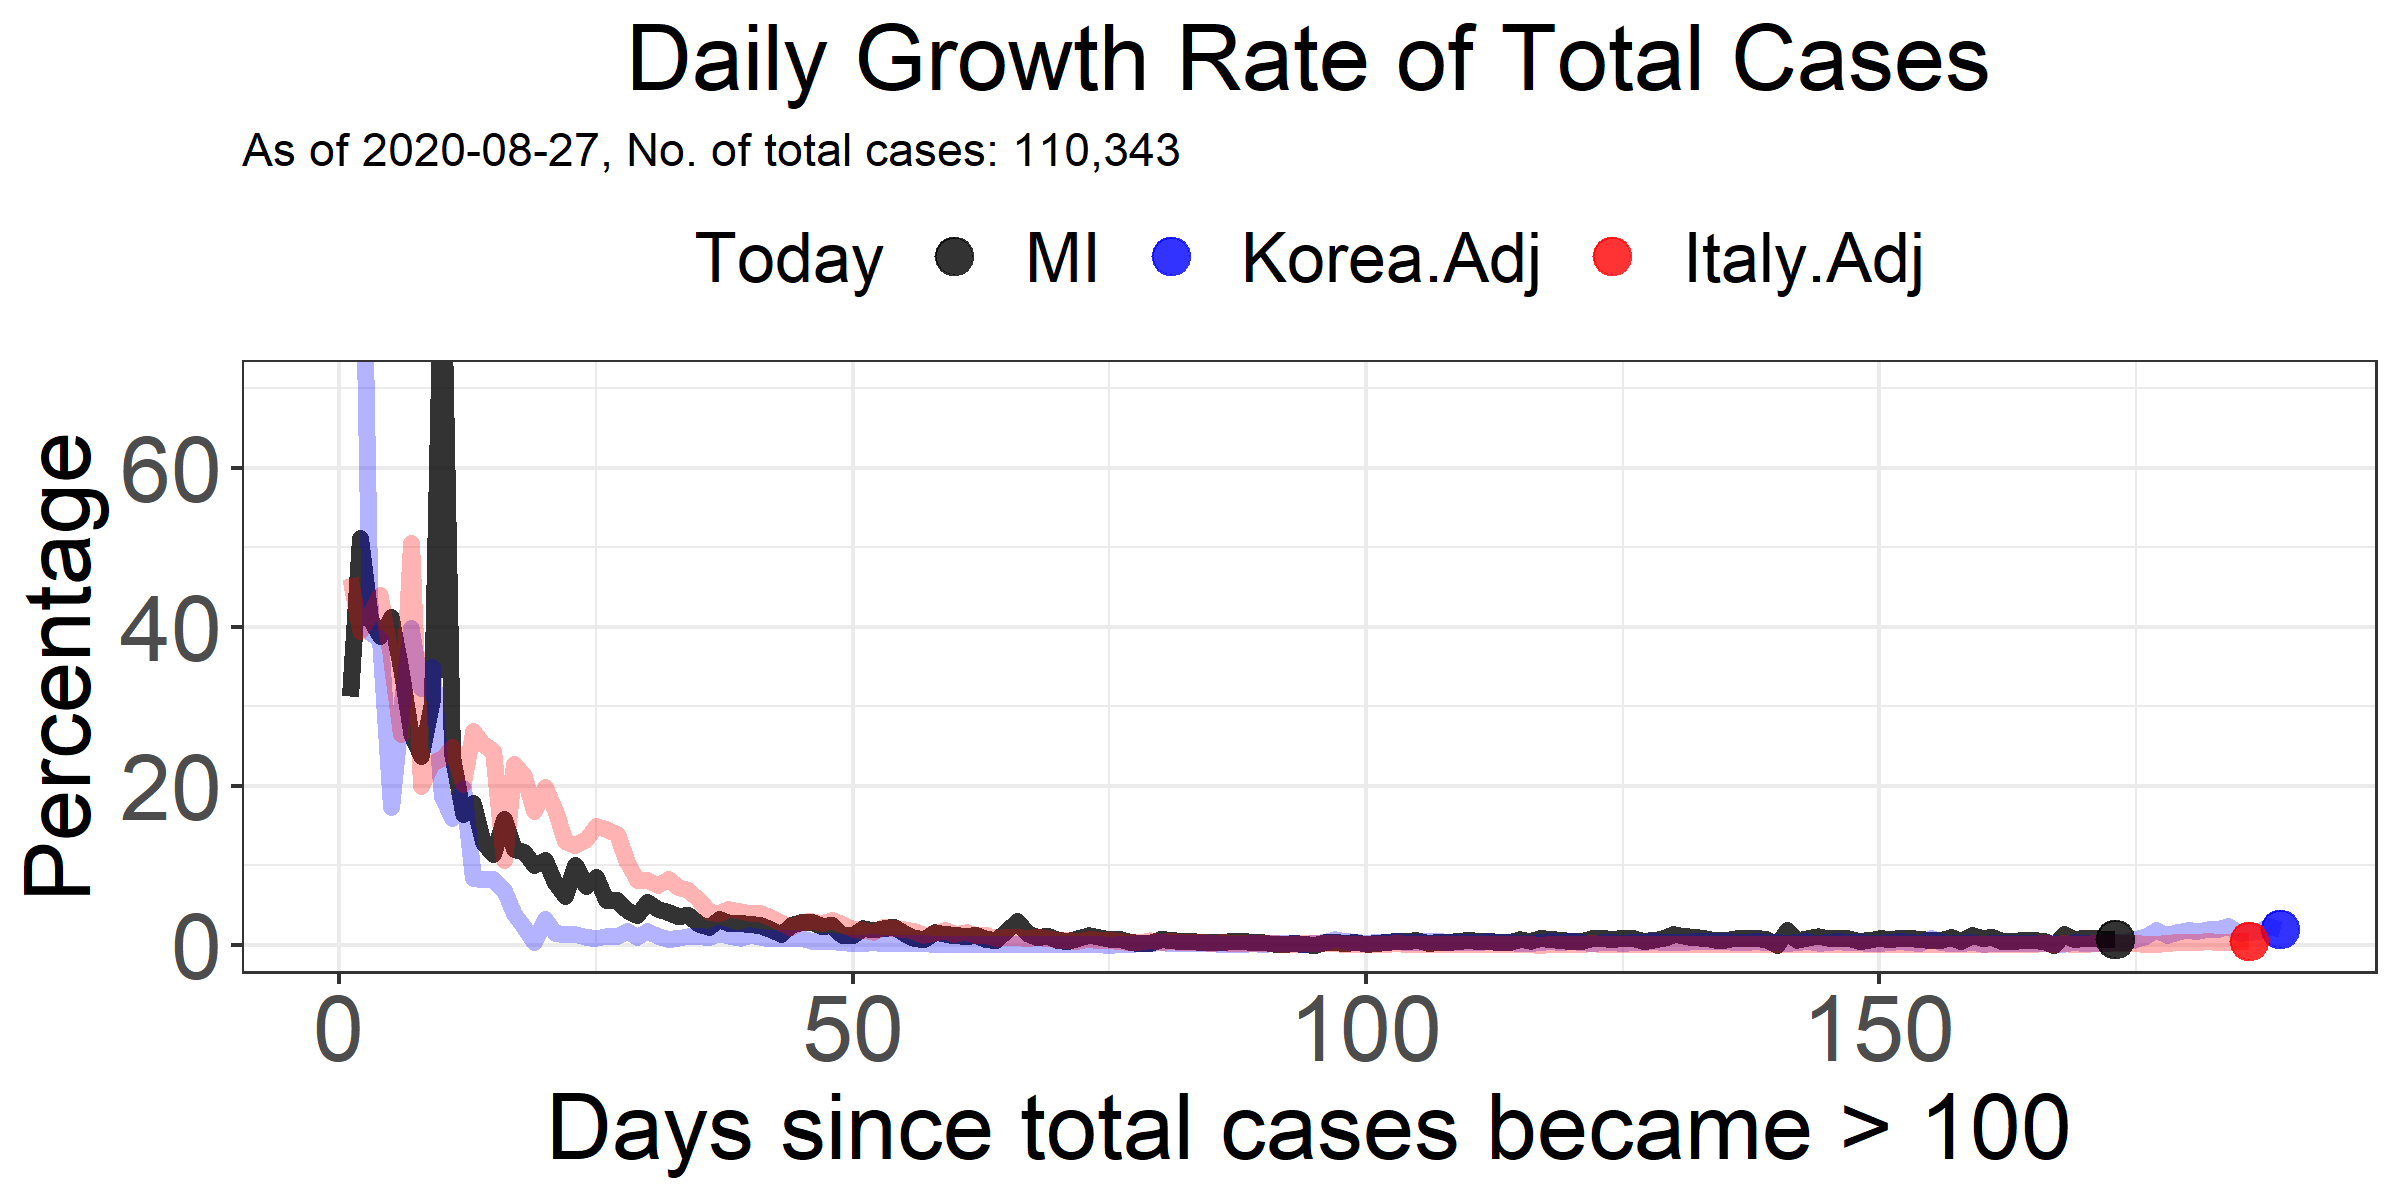 Daily Growth Rate of Total Cases
As of 2020-08-27, No. of total cases: 110,343
Today MI Korea.Adj Italy.Adj
Percentage
60
40
20
0
0 50 100 150
Days since total cases became > 100